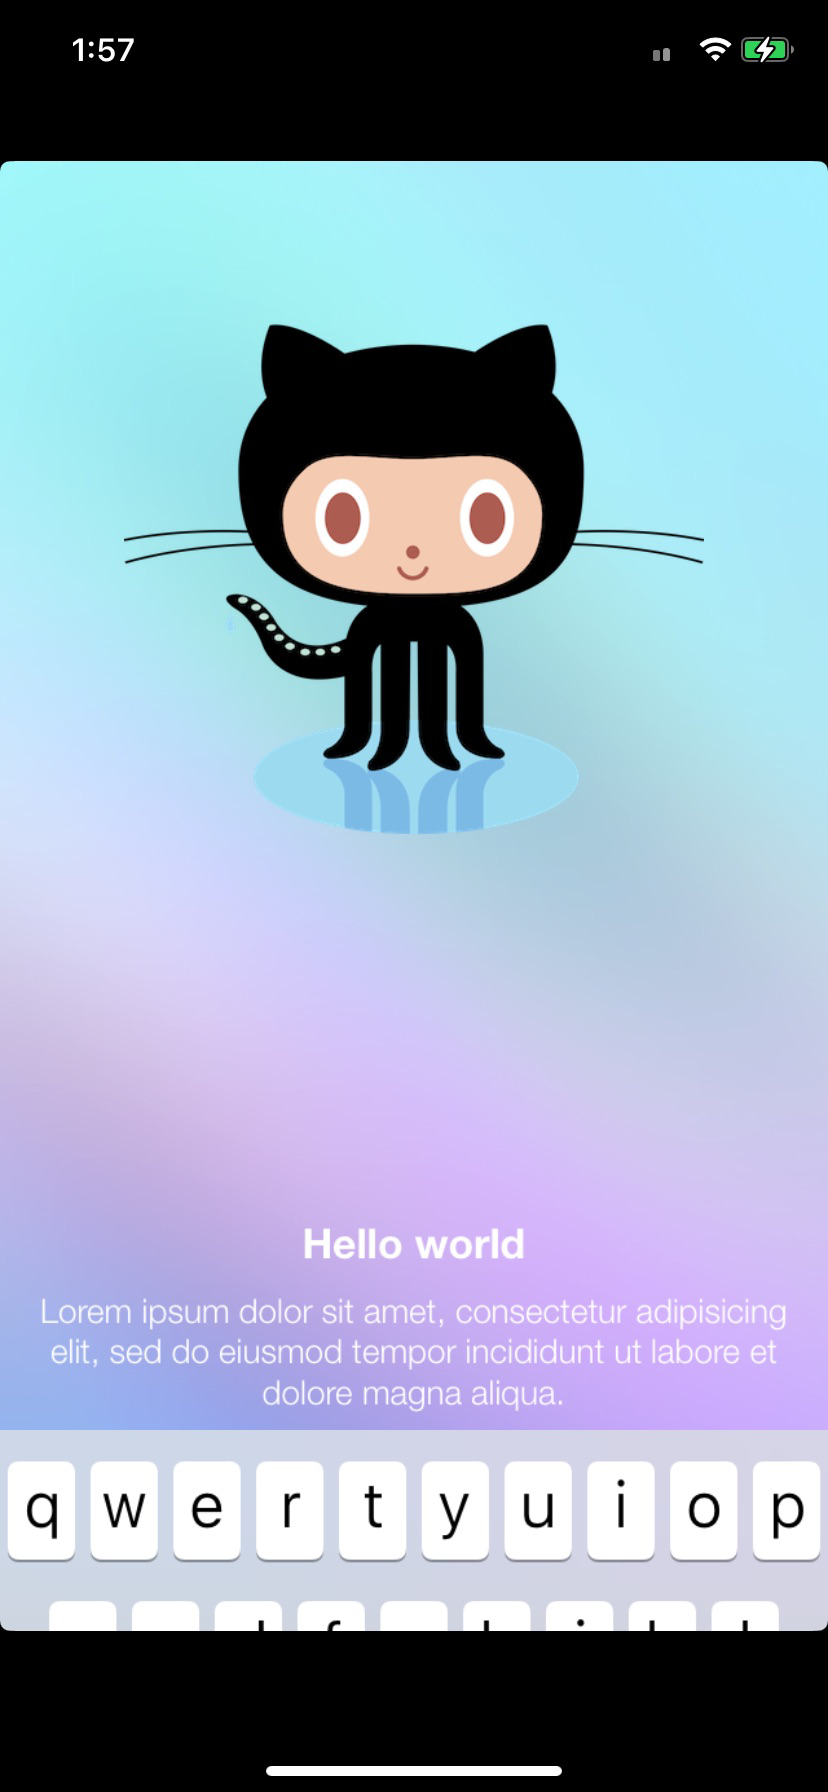 1:57
Hello world
Lorem ipsum dolor sit amet, consectetur adipisicing
elit, sed do eiusmod tempor incididunt ut labore et
dolore magna aliqua.
q w e r t y u i o p